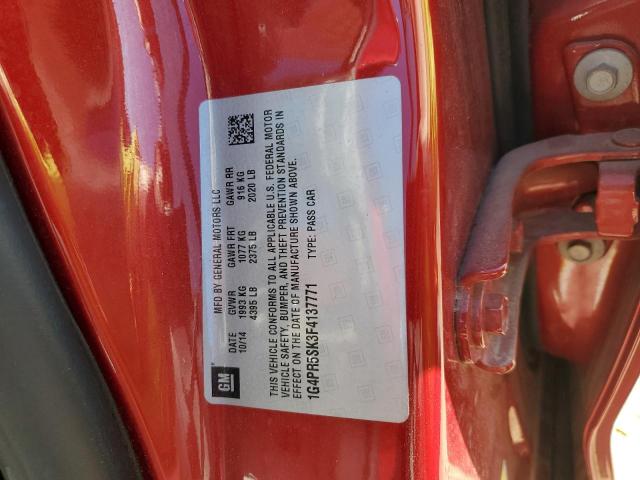 GM
MFD BY GENERAL MOTORS LLC
DATE 10/14 GVWR 1993 KG 4395 LB GAWR FRT 1077 KG 2375 LB GAWR RR 916 KG 2020 LB
THIS VEHICLE CONFORMS TO ALL APPLICABLE U.S. FEDERAL MOTOR
VEHICLE SAFETY, BUMPER, AND THEFT PREVENTION STANDARDS IN
EFFECT ON THE DATE OF MANUFACTURE SHOWN ABOVE.
1G4PR5SK3F4137771 TYPE: PASS CAR